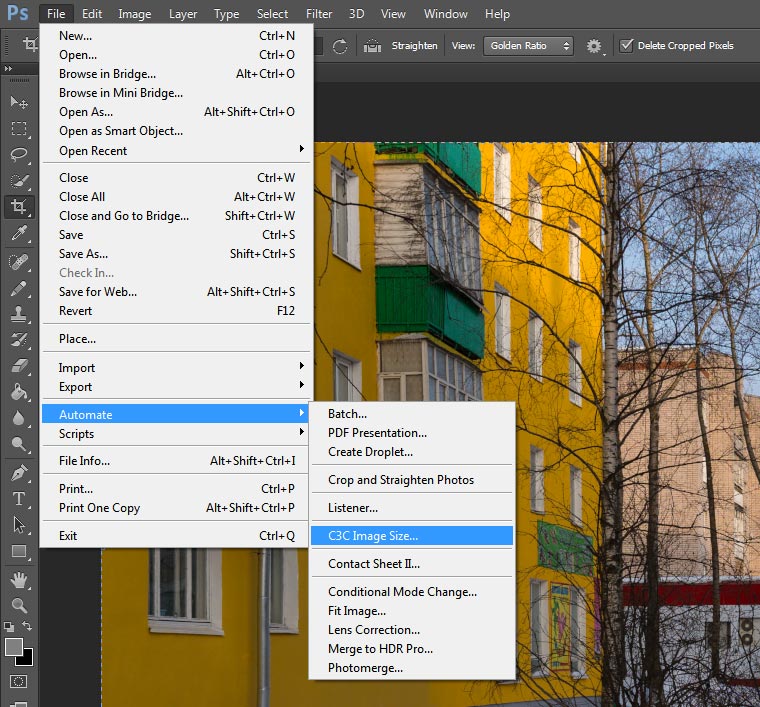 Ps File Edit Image Layer Type Select Filter 3D View Window Help
Straighten View: Golden Ratio Delete Cropped Pixels
New... Ctrl+N
Open... Ctrl+O
Browse in Bridge... Alt+Ctrl+O
Browse in Mini Bridge...
Open As... Alt+Shift+Ctrl+O
Open as Smart Object...
Open Recent
Close Ctrl+W
Close All Alt+Ctrl+W
Close and Go to Bridge... Shift+Ctrl+W
Save Ctrl+S
Save As... Shift+Ctrl+S
Check In...
Save for Web... Alt+Shift+Ctrl+S
Revert F12
Place...
Import
Export
Automate
Scripts
File Info... Alt+Shift+Ctrl+I
Print... Ctrl+P
Print One Copy Alt+Shift+Ctrl+P
Exit Ctrl+Q
Batch...
PDF Presentation...
Create Droplet...
Crop and Straighten Photos
Listener...
C3C Image Size...
Contact Sheet II...
Conditional Mode Change...
Fit Image...
Lens Correction...
Merge to HDR Pro...
Photomerge...